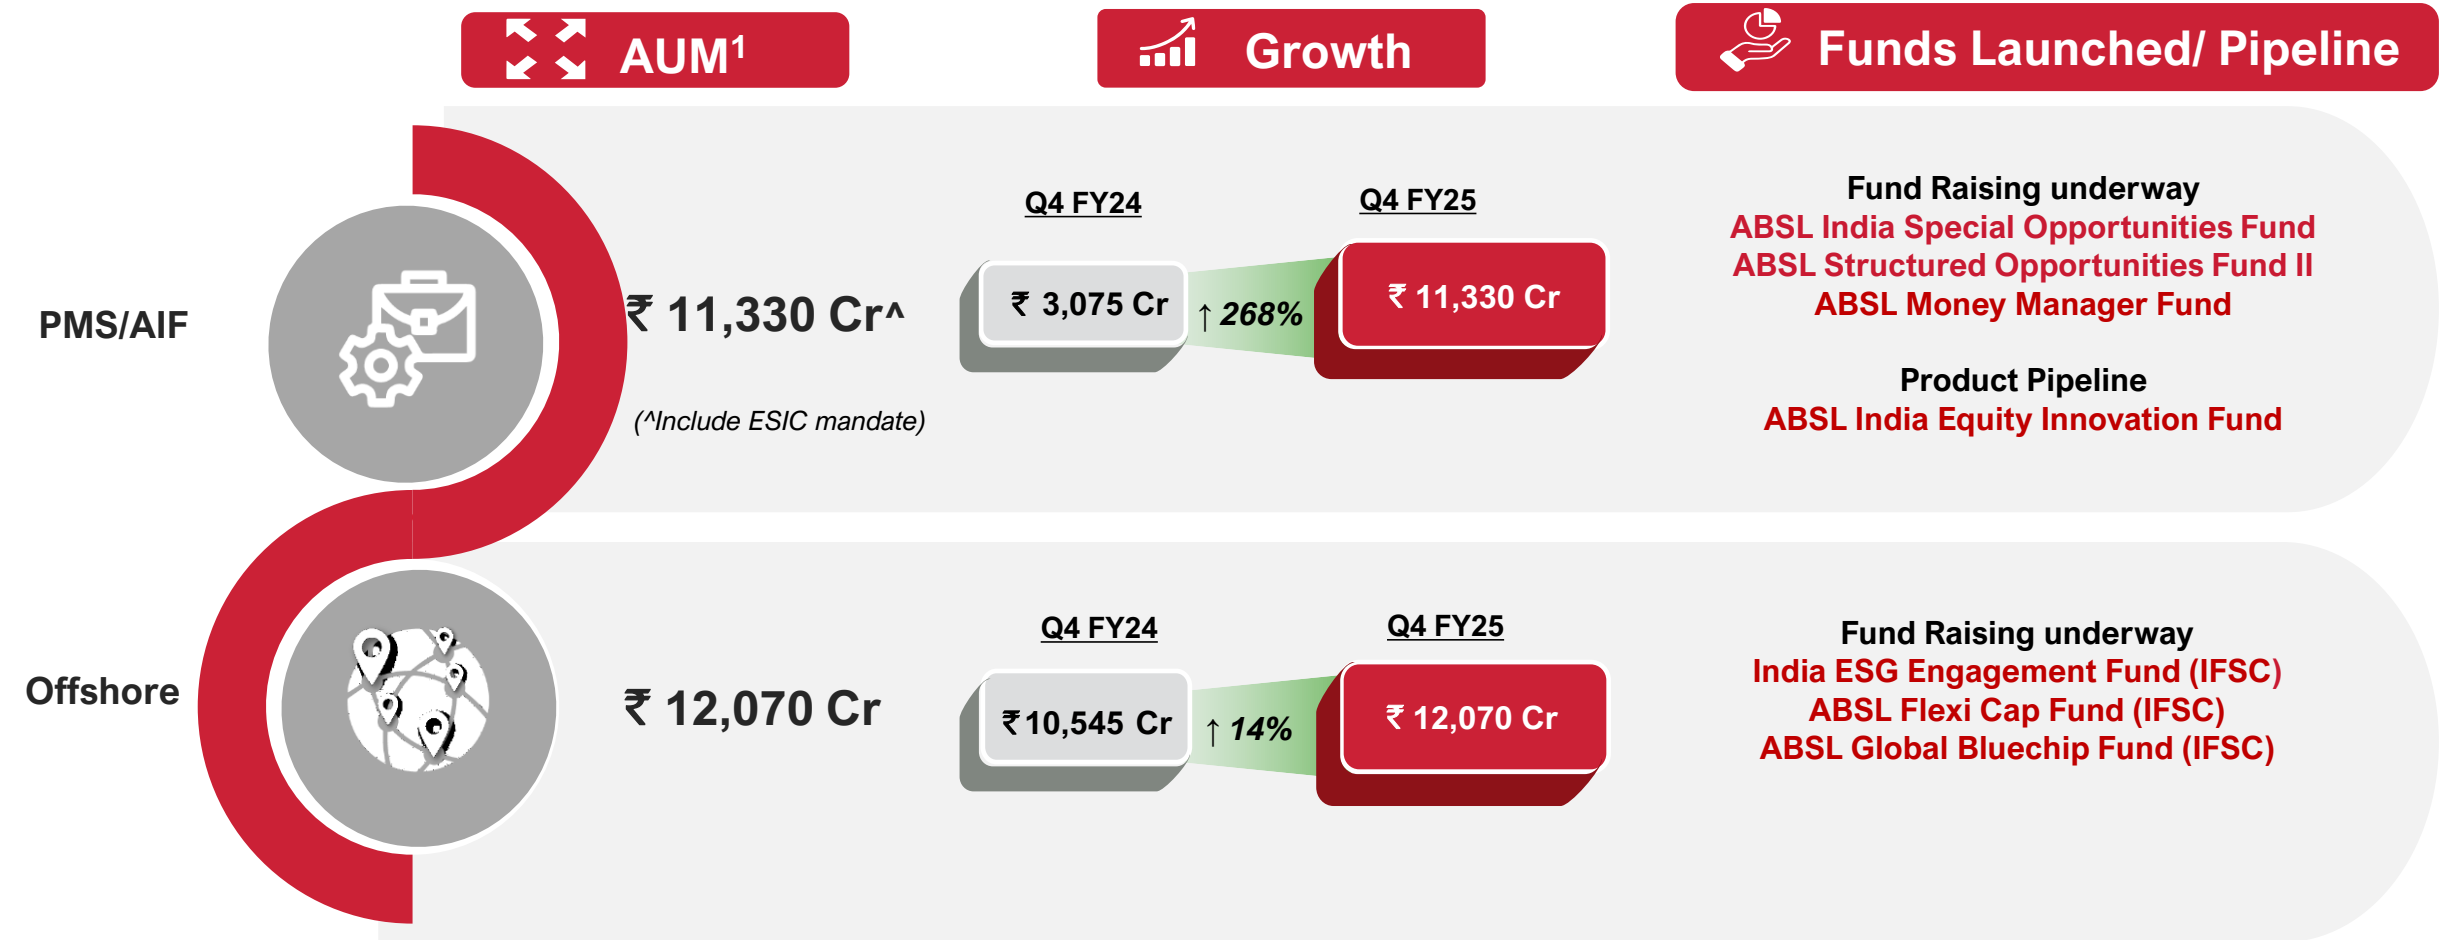 AUM¹
Growth
Funds Launched/ Pipeline
PMS/AIF
₹ 11,330 Cr^
(^Include ESIC mandate)
Q4 FY24
Q4 FY25
₹ 3,075 Cr
↑ 268%
₹ 11,330 Cr
Fund Raising underway
ABSL India Special Opportunities Fund
ABSL Structured Opportunities Fund II
ABSL Money Manager Fund
Product Pipeline
ABSL India Equity Innovation Fund
Offshore
₹ 12,070 Cr
Q4 FY24
Q4 FY25
₹ 10,545 Cr
↑ 14%
₹ 12,070 Cr
Fund Raising underway
India ESG Engagement Fund (IFSC)
ABSL Flexi Cap Fund (IFSC)
ABSL Global Bluechip Fund (IFSC)